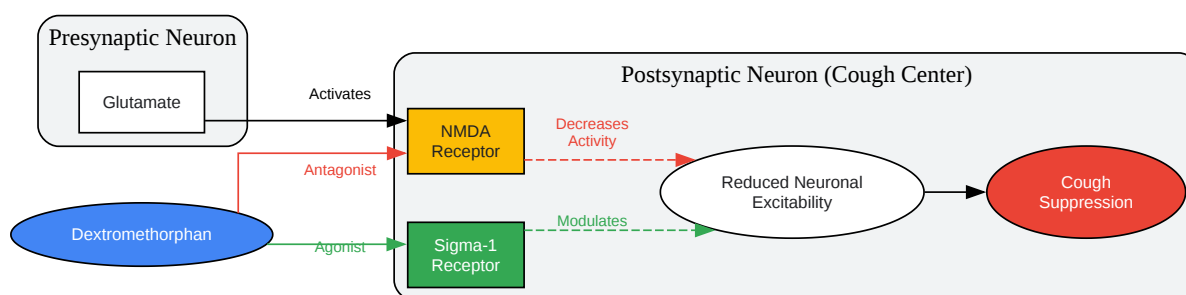 Presynaptic Neuron
Glutamate
Activates
Postsynaptic Neuron (Cough Center)
NMDA
Receptor
Decreases
Activity
Antagonist
Reduced Neuronal
Excitability
Cough
Suppression
Dextromethorphan
Agonist
Sigma-1
Receptor
Modulates